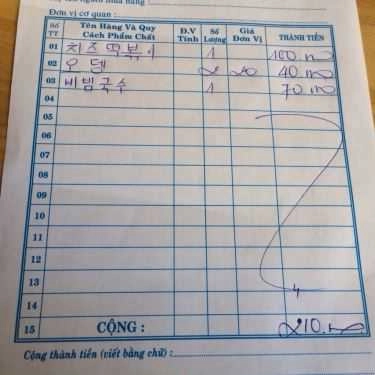 Đơn vị cơ quan :
Số TT Tên Hàng Và Quy Cách Phẩm Chất Đ.V Tính Số Lượng Giá Đơn Vị THÀNH TIỀN
01 치즈떡볶이 1 100.m
02 오뎅 2 20 40 m
03 비빔국수 1 70 m
04
05
06
07
08
09
10
11
12
13
14
15 CỘNG : 210.m
Cộng thành tiền (viết bằng chữ) :